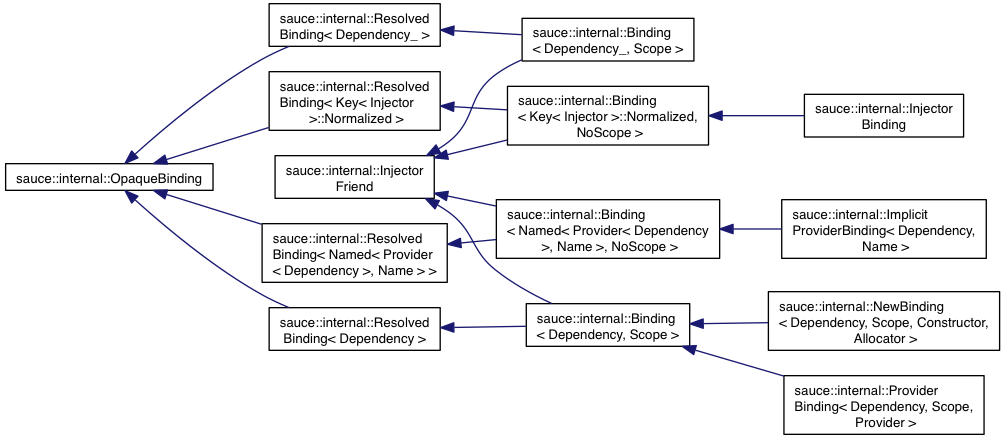 sauce::internal::Resolved
Binding< Dependency_ >
sauce::internal::Binding
< Dependency_, Scope >
sauce::internal::Resolved
Binding< Key< Injector
>::Normalized >
sauce::internal::Binding
< Key< Injector >::Normalized,
NoScope >
sauce::internal::Injector
Binding
sauce::internal::OpaqueBinding
sauce::internal::Injector
Friend
sauce::internal::Resolved
Binding< Named< Provider
< Dependency >, Name > >
sauce::internal::Binding
< Named< Provider< Dependency
>, Name >, NoScope >
sauce::internal::Implicit
ProviderBinding< Dependency,
Name >
sauce::internal::Resolved
Binding< Dependency >
sauce::internal::Binding
< Dependency, Scope >
sauce::internal::NewBinding
< Dependency, Scope, Constructor,
Allocator >
sauce::internal::Provider
Binding< Dependency, Scope,
Provider >